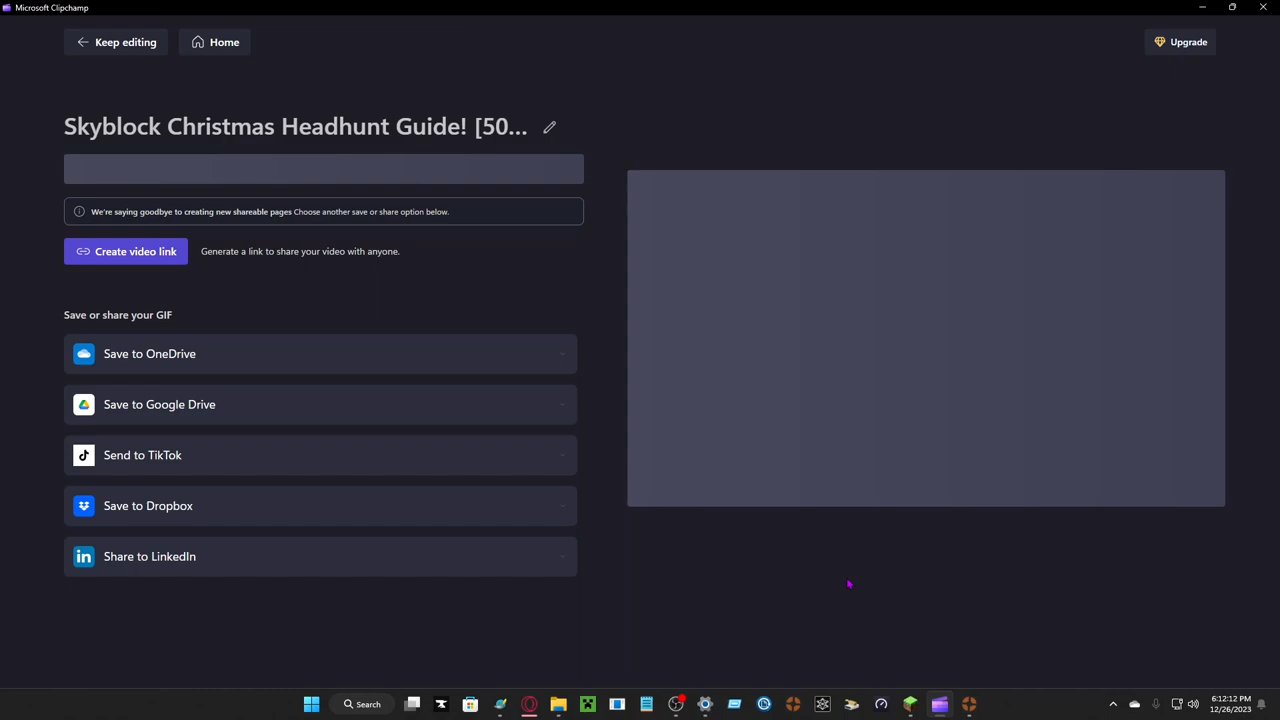 Microsoft Clipchamp
Keep editing
Home
Upgrade
Skyblock Christmas Headhunt Guide! [50...
We're saying goodbye to creating new shareable pages Choose another save or share option below.
Create video link
Generate a link to share your video with anyone.
Save or share your GIF
Save to OneDrive
Save to Google Drive
Send to TikTok
Save to Dropbox
Share to LinkedIn
in
Search
6:12:12 PM
12/26/2023